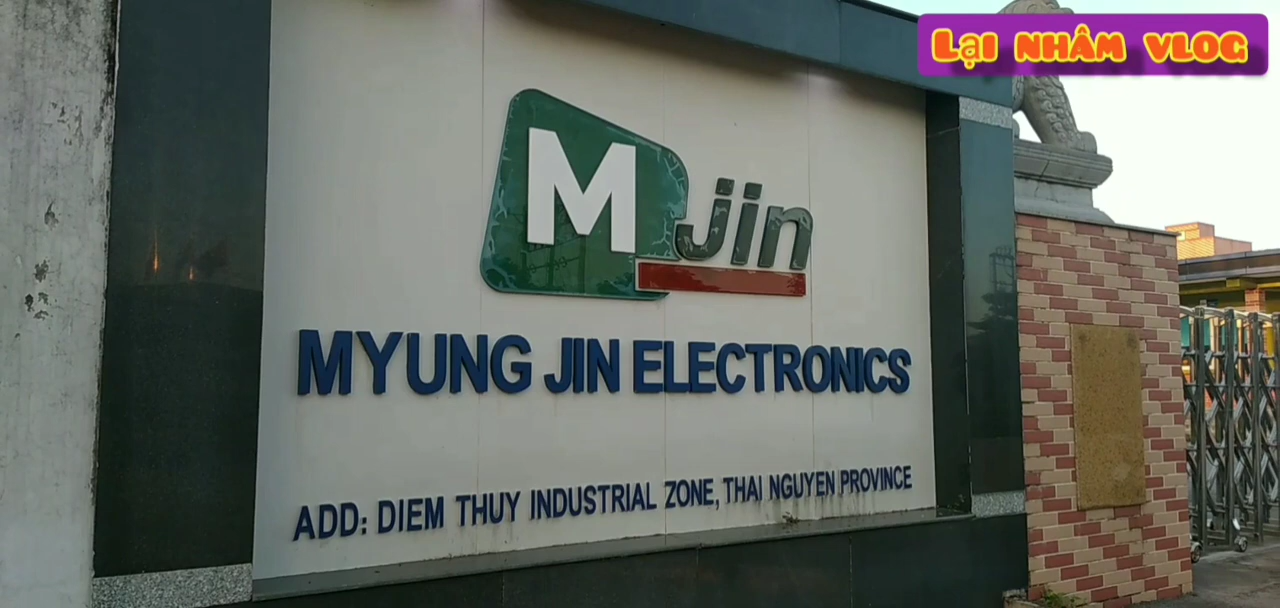 Lại NHÂM VLOG
M jin
MYUNG JIN ELECTRONICS
ADD: DIEM THUY INDUSTRIAL ZONE, THAI NGUYEN PROVINCE